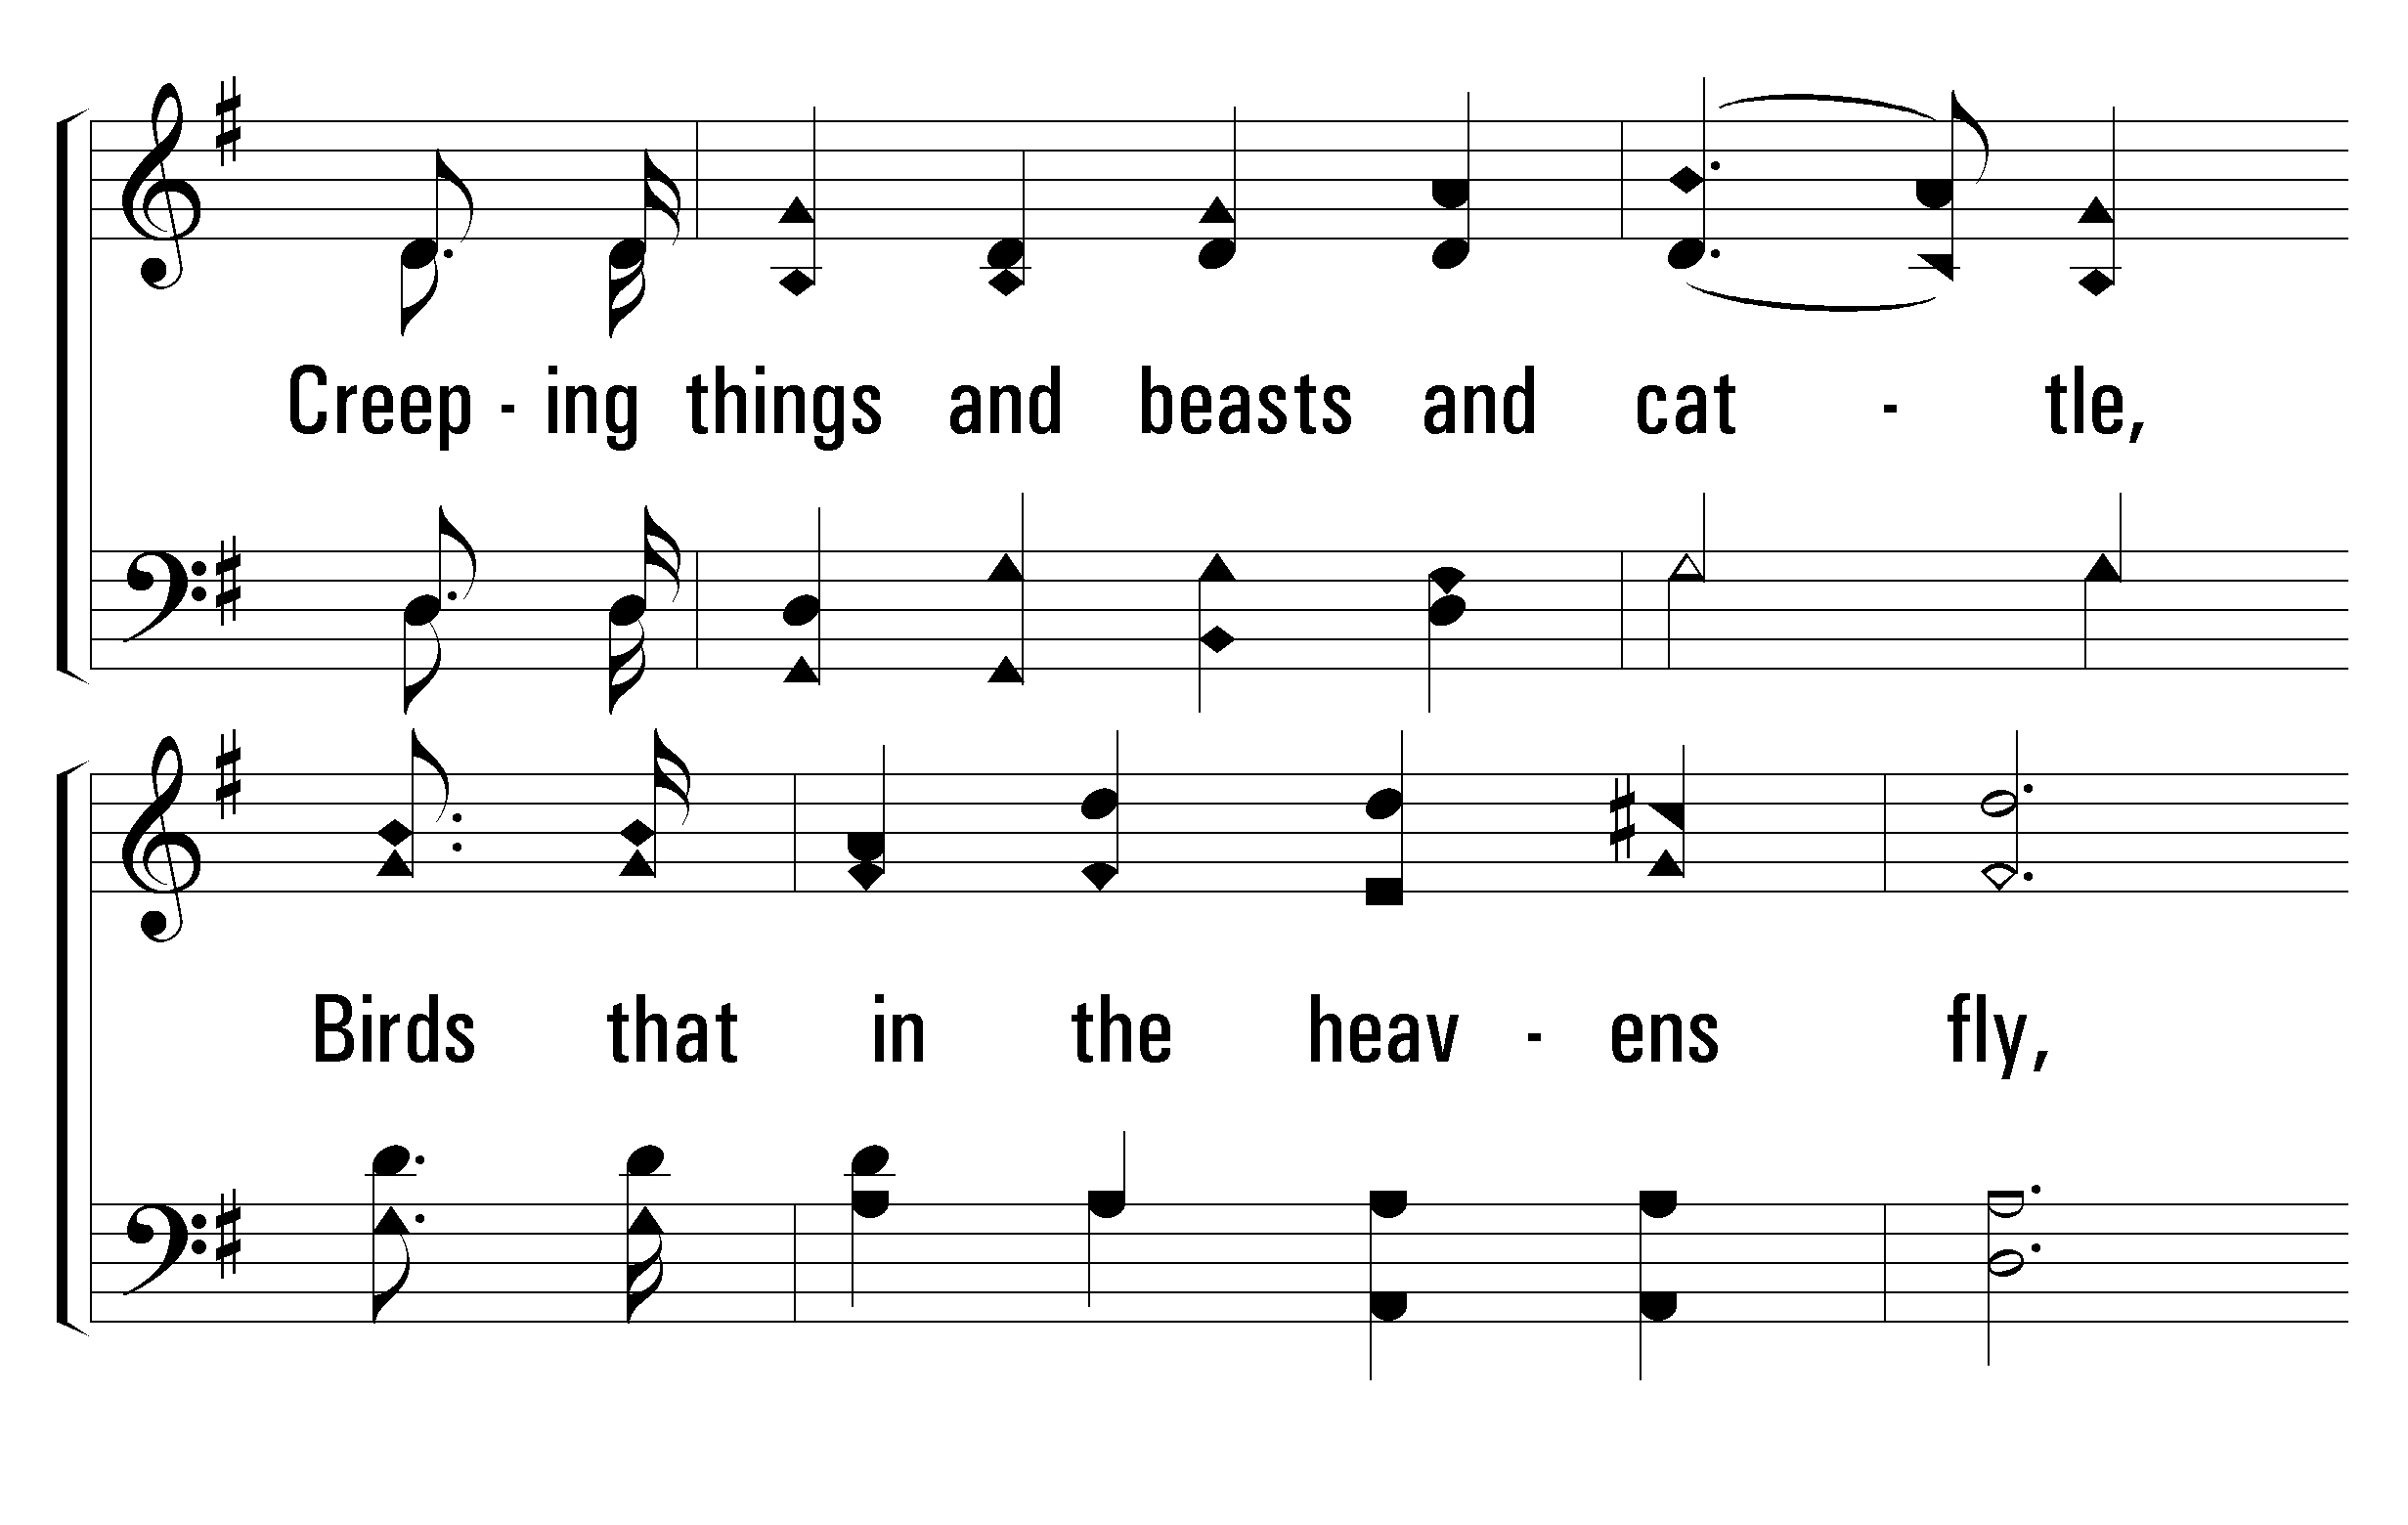 Creep - ing things and beasts and cat - tle,
Birds that in the heav - ens fly,